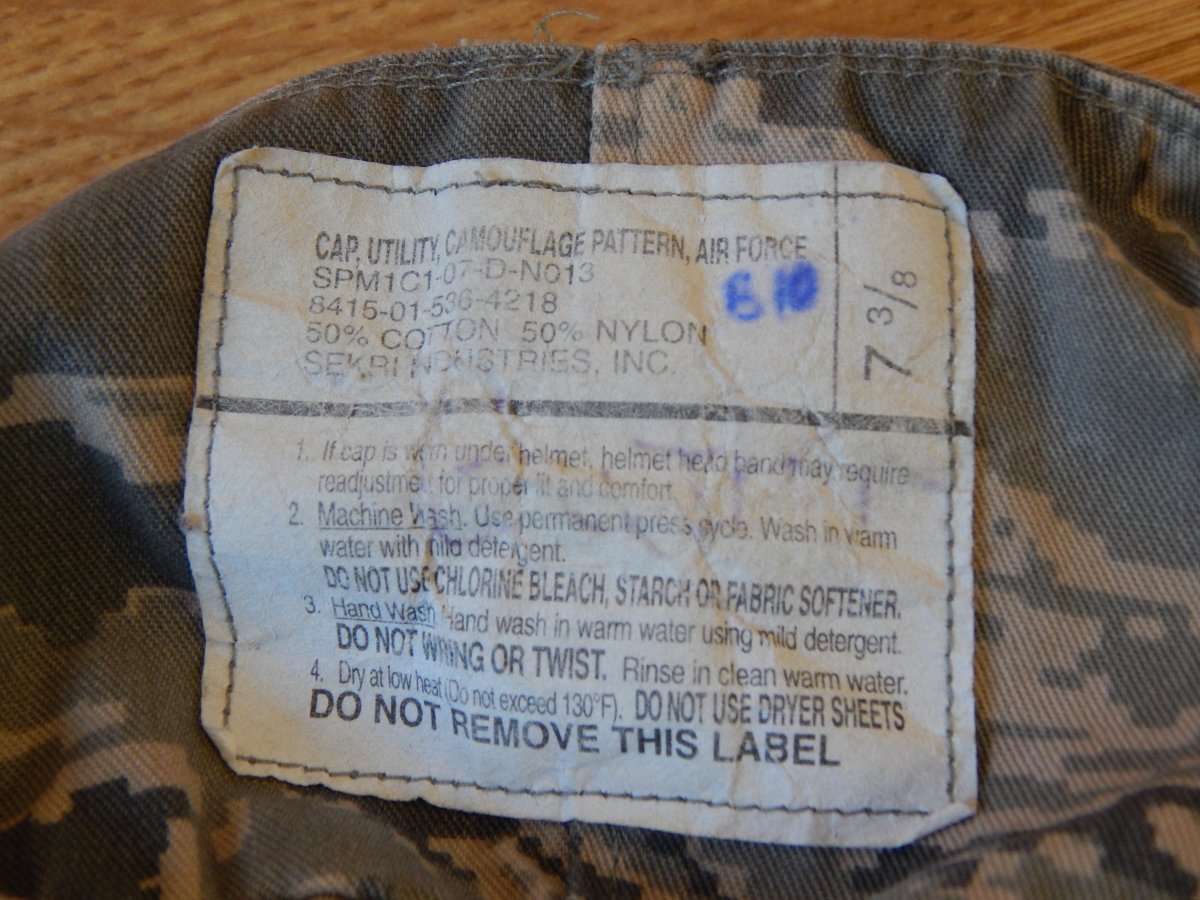 CAP, UTILITY, CAMOUFLAGE PATTERN, AIR FORCE
SPM1C1-07-D-N013
8415-01-536-4218
50% COTTON 50% NYLON
SEKRI INDUSTRIES, INC.
7 3/8
1. If cap is worn under helmet, helmet head band may require
readjustment for proper fit and comfort.
2. Machine Wash. Use permanent press cycle. Wash in warm
water with mild detergent.
DO NOT USE CHLORINE BLEACH, STARCH OR FABRIC SOFTENER.
3. Hand Wash. Hand wash in warm water using mild detergent.
DO NOT WRING OR TWIST. Rinse in clean warm water.
4. Dry at low heat (Do not exceed 130°F). DO NOT USE DRYER SHEETS
DO NOT REMOVE THIS LABEL